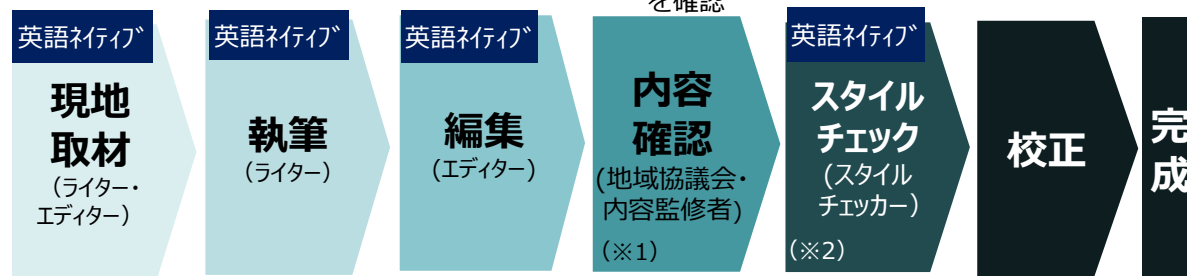 を確認
英語ﾈｲﾃｨﾌﾞ
現地
取材
（ライター・
エディター）
英語ﾈｲﾃｨﾌﾞ
執筆
(ライター）
英語ﾈｲﾃｨﾌﾞ
編集
(エディター）
内容
確認
(地域協議会・
内容監修者)
（※1）
英語ﾈｲﾃｨﾌﾞ
スタイル
チェック
(スタイル
チェッカー）
（※2）
校正
完
成